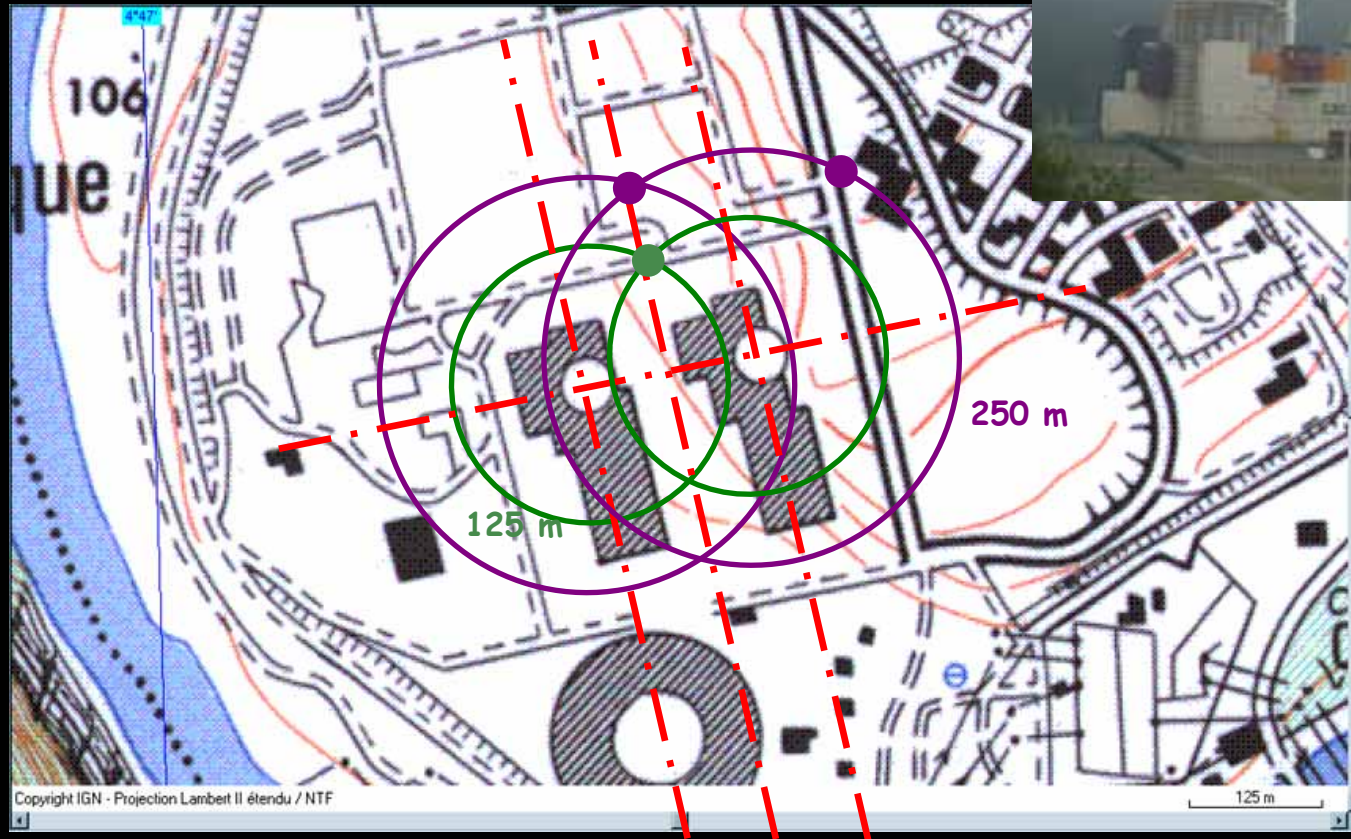 4°47'
106
que
250 m
125 m
Copyright IGN - Projection Lambert II étendu / NTF
125 m